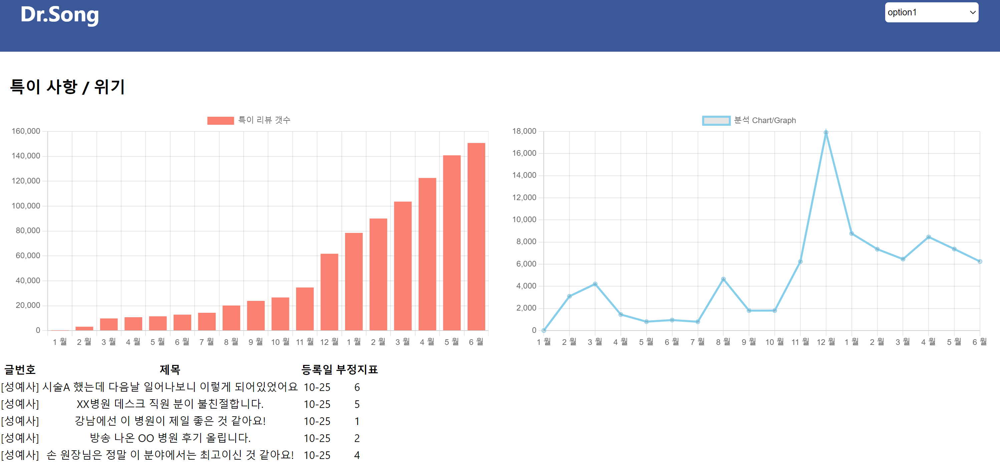 Dr.Song
option1
특이 사항 / 위기
특이 리뷰 갯수
160,000
140,000
120,000
100,000
80,000
60,000
40,000
20,000
0
1 월 2 월 3 월 4 월 5 월 6 월 7 월 8 월 9 월 10 월 11 월 12 월 1 월 2 월 3 월 4 월 5 월 6 월
분석 Chart/Graph
18,000
16,000
14,000
12,000
10,000
8,000
6,000
4,000
2,000
0
1 월 2 월 3 월 4 월 5 월 6 월 7 월 8 월 9 월 10 월 11 월 12 월 1 월 2 월 3 월 4 월 5 월 6 월
글번호 제목 등록일 부정지표
[성예사] 시술A 했는데 다음날 일어나보니 이렇게 되어있었어요 10-25 6
[성예사] XX병원 데스크 직원 분이 불친절합니다. 10-25 5
[성예사] 강남에선 이 병원이 제일 좋은 것 같아요! 10-25 1
[성예사] 방송 나온 OO 병원 후기 올립니다. 10-25 2
[성예사] 손 원장님은 정말 이 분야에서는 최고이신 것 같아요! 10-25 4